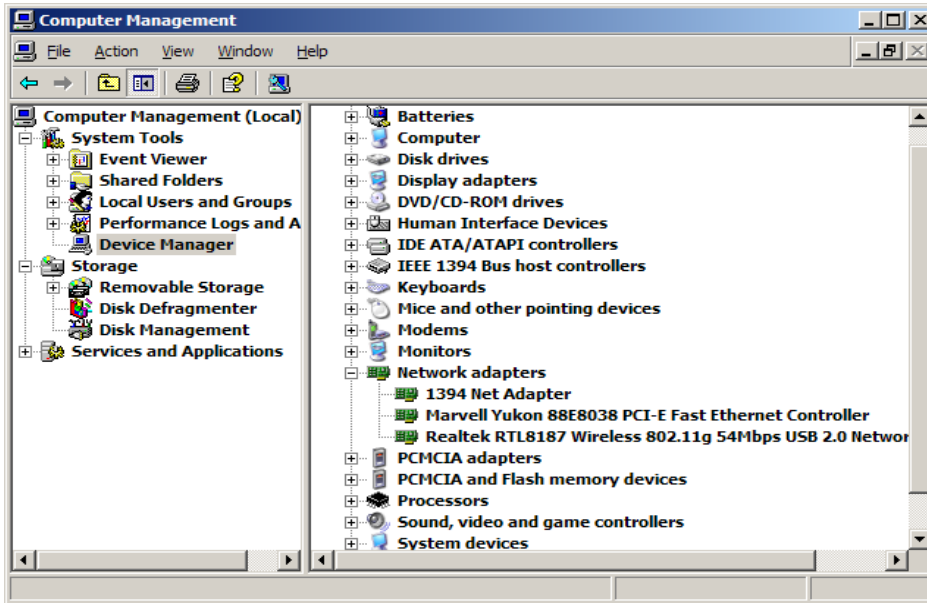 Computer Management
File Action View Window Help
Computer Management (Local)
System Tools
Event Viewer
Shared Folders
Local Users and Groups
Performance Logs and A
Device Manager
Storage
Removable Storage
Disk Defragmenter
Disk Management
Services and Applications
Batteries
Computer
Disk drives
Display adapters
DVD/CD-ROM drives
Human Interface Devices
IDE ATA/ATAPI controllers
IEEE 1394 Bus host controllers
Keyboards
Mice and other pointing devices
Modems
Monitors
Network adapters
1394 Net Adapter
Marvell Yukon 88E8038 PCI-E Fast Ethernet Controller
Realtek RTL8187 Wireless 802.11g 54Mbps USB 2.0 Networ
PCMCIA adapters
PCMCIA and Flash memory devices
Processors
Sound, video and game controllers
System devices